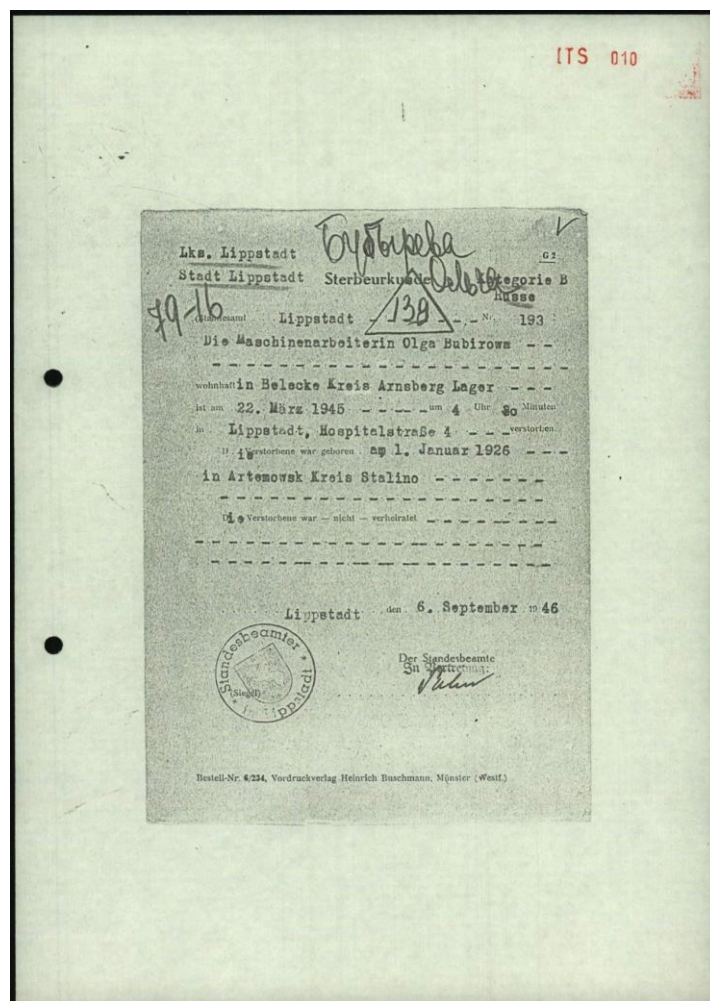 ITS 010
Бубырева
Lks. Lippstadt
G 2
Stadt Lippstadt Sterbeurkunde Kategorie B
Russe
79-16
138
Standesamt Lippstadt - - - - Nr. 193
Die Maschinenarbeiterin Olga Bubirowa - -
wohnhaft in Belecke Kreis Arnsberg Lager - - -
ist am 22. März 1945 - - - - - um 4 Uhr 30 Minuten
in Lippstadt, Hospitalstraße 4 - - - verstorben.
Die Verstorbene war geboren am 1. Januar 1926 - - -
in Artemowsk Kreis Stalino - - - - - - -
Die Verstorbene war — nicht — verheiratet - - - - - - - -
Lippstadt den 6. September 1946
Standesbeamter
in Lippstadt
(Siegel)
Der Standesbeamte
In Vertretung:
Bestell-Nr. 6/234, Vordruckverlag Heinrich Buschmann, Münster (Westf.)